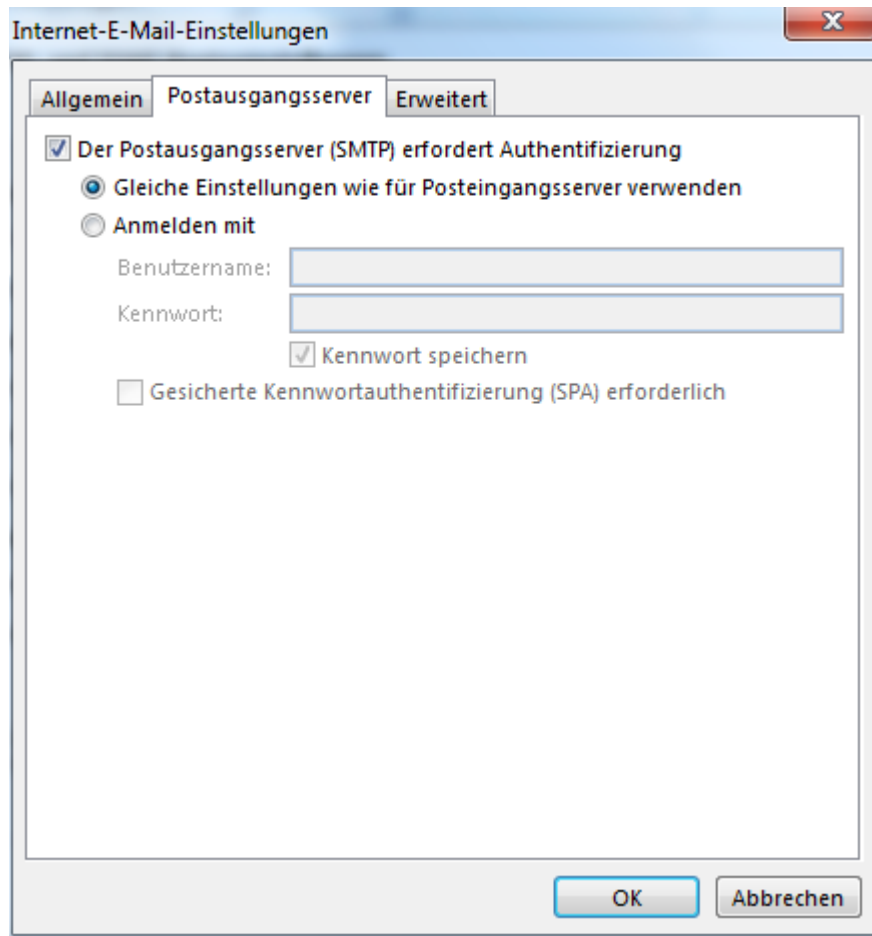 Internet-E-Mail-Einstellungen
Allgemein Postausgangsserver Erweitert
Der Postausgangsserver (SMTP) erfordert Authentifizierung
Gleiche Einstellungen wie für Posteingangsserver verwenden
Anmelden mit
Benutzername:
Kennwort:
Kennwort speichern
Gesicherte Kennwortauthentifizierung (SPA) erforderlich
OK Abbrechen